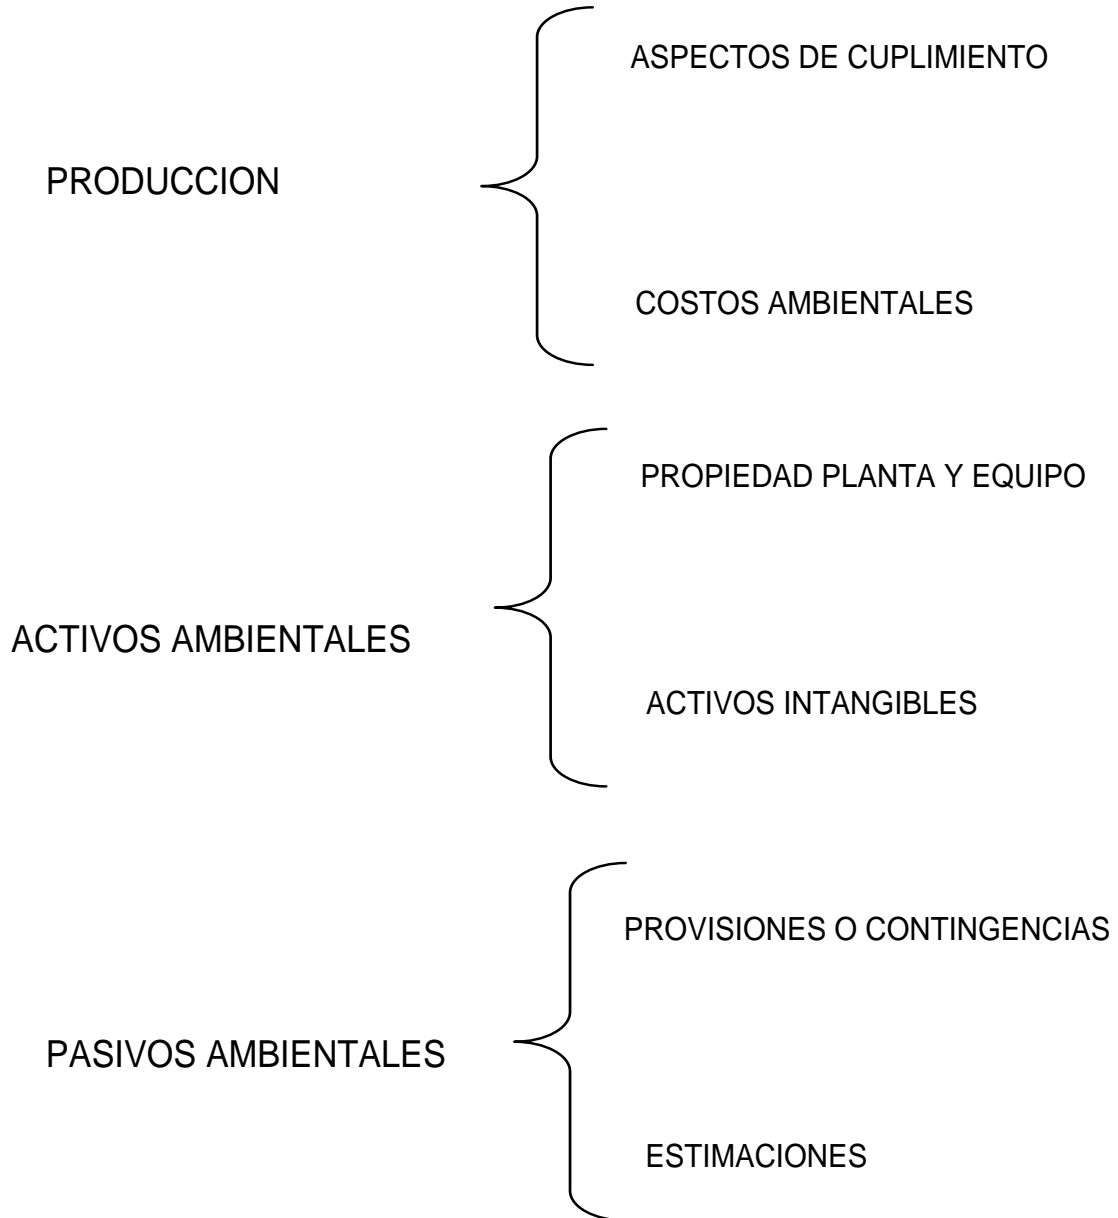 ASPECTOS DE CUPLIMIENTO
PRODUCCION
COSTOS AMBIENTALES
PROPIEDAD PLANTA Y EQUIPO
ACTIVOS AMBIENTALES
ACTIVOS INTANGIBLES
PROVISIONES O CONTINGENCIAS
PASIVOS AMBIENTALES
ESTIMACIONES